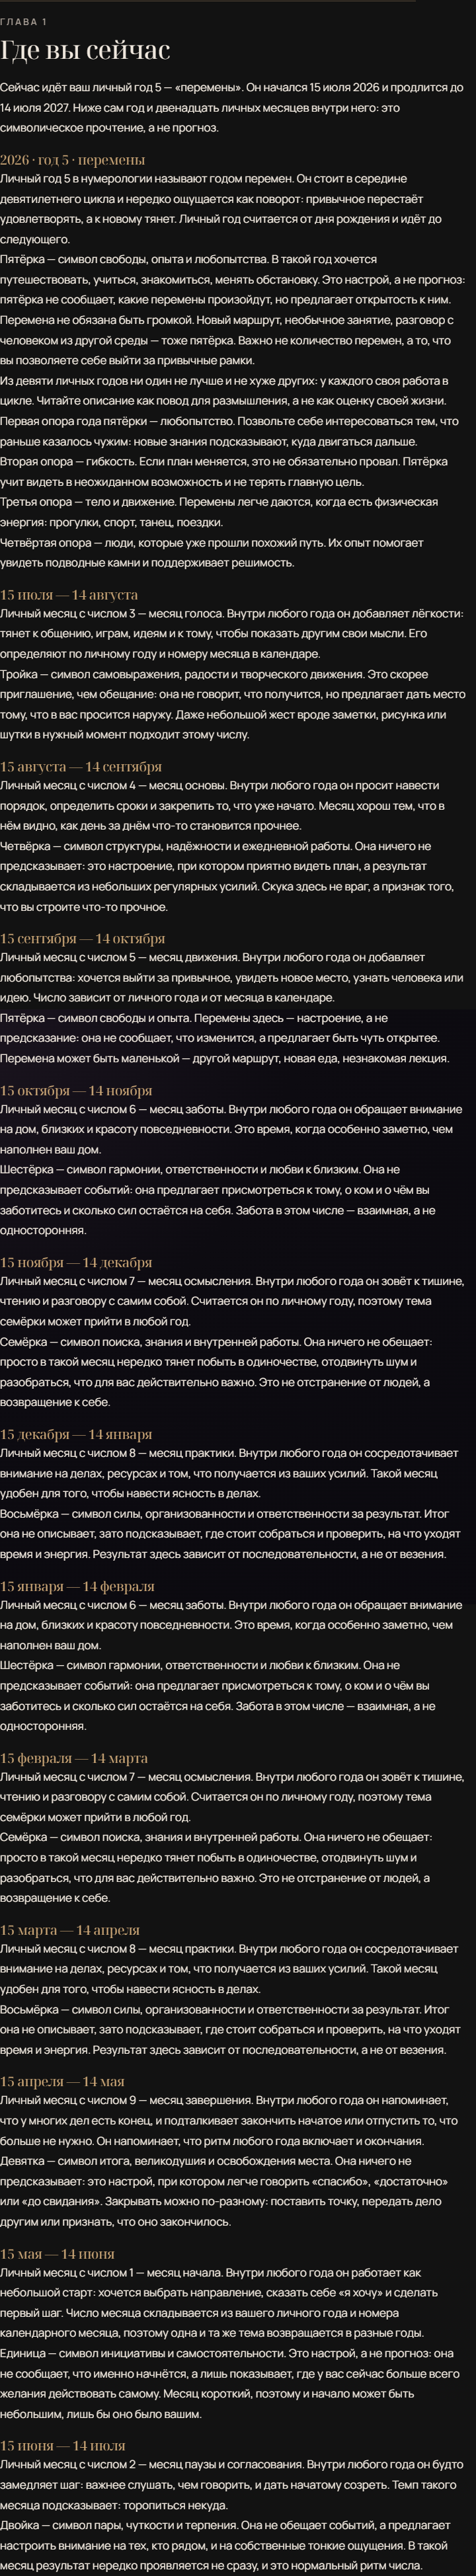 ГЛАВА 1
Где вы сейчас
Сейчас идёт ваш личный год 5 — «перемены». Он начался 15 июля 2026 и продлится до
14 июля 2027. Ниже сам год и двенадцать личных месяцев внутри него: это
символическое прочтение, а не прогноз.
2026 · год 5 · перемены
Личный год 5 в нумерологии называют годом перемен. Он стоит в середине
девятилетнего цикла и нередко ощущается как поворот: привычное перестаёт
удовлетворять, а к новому тянет. Личный год считается от дня рождения и идёт до
следующего.
Пятёрка — символ свободы, опыта и любопытства. В такой год хочется
путешествовать, учиться, знакомиться, менять обстановку. Это настрой, а не прогноз:
пятёрка не сообщает, какие перемены произойдут, но предлагает открытость к ним.
Перемена не обязана быть громкой. Новый маршрут, необычное занятие, разговор с
человеком из другой среды — тоже пятёрка. Важно не количество перемен, а то, что
вы позволяете себе выйти за привычные рамки.
Из девяти личных годов ни один не лучше и не хуже других: у каждого своя работа в
цикле. Читайте описание как повод для размышления, а не как оценку своей жизни.
Первая опора года пятёрки — любопытство. Позвольте себе интересоваться тем, что
раньше казалось чужим: новые знания подсказывают, куда двигаться дальше.
Вторая опора — гибкость. Если план меняется, это не обязательно провал. Пятёрка
учит видеть в неожиданном возможность и не терять главную цель.
Третья опора — тело и движение. Перемены легче даются, когда есть физическая
энергия: прогулки, спорт, танец, поездки.
Четвёртая опора — люди, которые уже прошли похожий путь. Их опыт помогает
увидеть подводные камни и поддерживает решимость.
15 июля — 14 августа
Личный месяц с числом 3 — месяц голоса. Внутри любого года он добавляет лёгкости:
тянет к общению, играм, идеям и к тому, чтобы показать другим свои мысли. Его
определяют по личному году и номеру месяца в календаре.
Тройка — символ самовыражения, радости и творческого движения. Это скорее
приглашение, чем обещание: она не говорит, что получится, но предлагает дать место
тому, что в вас просится наружу. Даже небольшой жест вроде заметки, рисунка или
шутки в нужный момент подходит этому числу.
15 августа — 14 сентября
Личный месяц с числом 4 — месяц основы. Внутри любого года он просит навести
порядок, определить сроки и закрепить то, что уже начато. Месяц хорош тем, что в
нём видно, как день за днём что-то становится прочнее.
Четвёрка — символ структуры, надёжности и ежедневной работы. Она ничего не
предсказывает: это настроение, при котором приятно видеть план, а результат
складывается из небольших регулярных усилий. Скука здесь не враг, а признак того,
что вы строите что-то прочное.
15 сентября — 14 октября
Личный месяц с числом 5 — месяц движения. Внутри любого года он добавляет
любопытства: хочется выйти за привычное, увидеть новое место, узнать человека или
идею. Число зависит от личного года и от месяца в календаре.
Пятёрка — символ свободы и опыта. Перемены здесь — настроение, а не
предсказание: она не сообщает, что изменится, а предлагает быть чуть открытее.
Перемена может быть маленькой — другой маршрут, новая еда, незнакомая лекция.
15 октября — 14 ноября
Личный месяц с числом 6 — месяц заботы. Внутри любого года он обращает внимание
на дом, близких и красоту повседневности. Это время, когда особенно заметно, чем
наполнен ваш дом.
Шестёрка — символ гармонии, ответственности и любви к близким. Она не
предсказывает событий: она предлагает присмотреться к тому, о ком и о чём вы
заботитесь и сколько сил остаётся на себя. Забота в этом числе — взаимная, а не
односторонняя.
15 ноября — 14 декабря
Личный месяц с числом 7 — месяц осмысления. Внутри любого года он зовёт к тишине,
чтению и разговору с самим собой. Считается он по личному году, поэтому тема
семёрки может прийти в любой год.
Семёрка — символ поиска, знания и внутренней работы. Она ничего не обещает:
просто в такой месяц нередко тянет побыть в одиночестве, отодвинуть шум и
разобраться, что для вас действительно важно. Это не отстранение от людей, а
возвращение к себе.
15 декабря — 14 января
Личный месяц с числом 8 — месяц практики. Внутри любого года он сосредотачивает
внимание на делах, ресурсах и том, что получается из ваших усилий. Такой месяц
удобен для того, чтобы навести ясность в делах.
Восьмёрка — символ силы, организованности и ответственности за результат. Итог
она не описывает, зато подсказывает, где стоит собраться и проверить, на что уходят
время и энергия. Результат здесь зависит от последовательности, а не от везения.
15 января — 14 февраля
Личный месяц с числом 6 — месяц заботы. Внутри любого года он обращает внимание
на дом, близких и красоту повседневности. Это время, когда особенно заметно, чем
наполнен ваш дом.
Шестёрка — символ гармонии, ответственности и любви к близким. Она не
предсказывает событий: она предлагает присмотреться к тому, о ком и о чём вы
заботитесь и сколько сил остаётся на себя. Забота в этом числе — взаимная, а не
односторонняя.
15 февраля — 14 марта
Личный месяц с числом 7 — месяц осмысления. Внутри любого года он зовёт к тишине,
чтению и разговору с самим собой. Считается он по личному году, поэтому тема
семёрки может прийти в любой год.
Семёрка — символ поиска, знания и внутренней работы. Она ничего не обещает:
просто в такой месяц нередко тянет побыть в одиночестве, отодвинуть шум и
разобраться, что для вас действительно важно. Это не отстранение от людей, а
возвращение к себе.
15 марта — 14 апреля
Личный месяц с числом 8 — месяц практики. Внутри любого года он сосредотачивает
внимание на делах, ресурсах и том, что получается из ваших усилий. Такой месяц
удобен для того, чтобы навести ясность в делах.
Восьмёрка — символ силы, организованности и ответственности за результат. Итог
она не описывает, зато подсказывает, где стоит собраться и проверить, на что уходят
время и энергия. Результат здесь зависит от последовательности, а не от везения.
15 апреля — 14 мая
Личный месяц с числом 9 — месяц завершения. Внутри любого года он напоминает,
что у многих дел есть конец, и подталкивает закончить начатое или отпустить то, что
больше не нужно. Он напоминает, что ритм любого года включает и окончания.
Девятка — символ итога, великодушия и освобождения места. Она ничего не
предсказывает: это настрой, при котором легче говорить «спасибо», «достаточно»
или «до свидания». Закрывать можно по-разному: поставить точку, передать дело
другим или признать, что оно закончилось.
15 мая — 14 июня
Личный месяц с числом 1 — месяц начала. Внутри любого года он работает как
небольшой старт: хочется выбрать направление, сказать себе «я хочу» и сделать
первый шаг. Число месяца складывается из вашего личного года и номера
календарного месяца, поэтому одна и та же тема возвращается в разные годы.
Единица — символ инициативы и самостоятельности. Это настрой, а не прогноз: она
не сообщает, что именно начнётся, а лишь показывает, где у вас сейчас больше всего
желания действовать самому. Месяц короткий, поэтому и начало может быть
небольшим, лишь бы оно было вашим.
15 июня — 14 июля
Личный месяц с числом 2 — месяц паузы и согласования. Внутри любого года он будто
замедляет шаг: важнее слушать, чем говорить, и дать начатому созреть. Темп такого
месяца подсказывает: торопиться некуда.
Двойка — символ пары, чуткости и терпения. Она не обещает событий, а предлагает
настроить внимание на тех, кто рядом, и на собственные тонкие ощущения. В такой
месяц результат нередко проявляется не сразу, и это нормальный ритм числа.